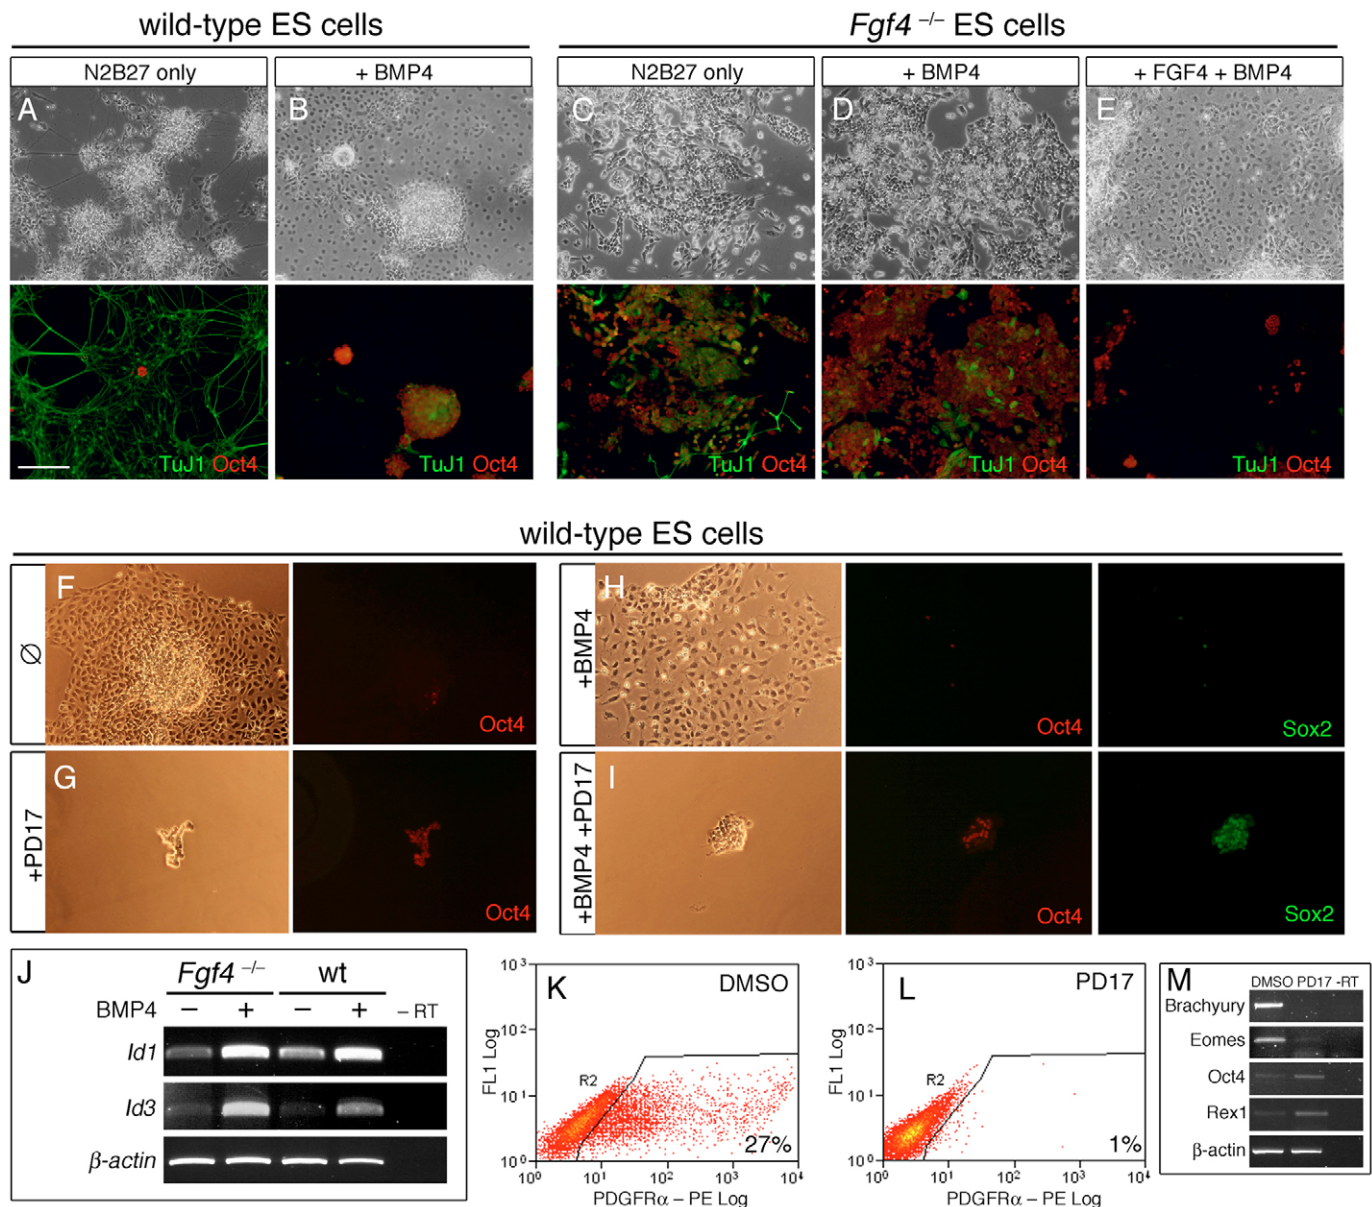 wild-type ES cells
Fgf4 –/– ES cells
N2B27 only
+ BMP4
N2B27 only
+ BMP4
+ FGF4 + BMP4
A
B
C
D
E
TuJ1 Oct4
TuJ1 Oct4
TuJ1 Oct4
TuJ1 Oct4
TuJ1 Oct4
wild-type ES cells
Ø
F
Oct4
+BMP4
H
Oct4
Sox2
+PD17
G
Oct4
+BMP4 +PD17
I
Oct4
Sox2
J
Fgf4 –/– wt
BMP4 – + – + – RT
Id1
Id3
β-actin
K
DMSO
FL1 Log
10³
10²
10¹
10⁰
R2
27%
10⁰ 10¹ 10² 10³ 10⁴
PDGFRα – PE Log
L
PD17
FL1 Log
10³
10²
10¹
10⁰
R2
1%
10⁰ 10¹ 10² 10³ 10⁴
PDGFRα – PE Log
M
DMSO PD17 -RT
Brachyury
Eomes
Oct4
Rex1
β-actin